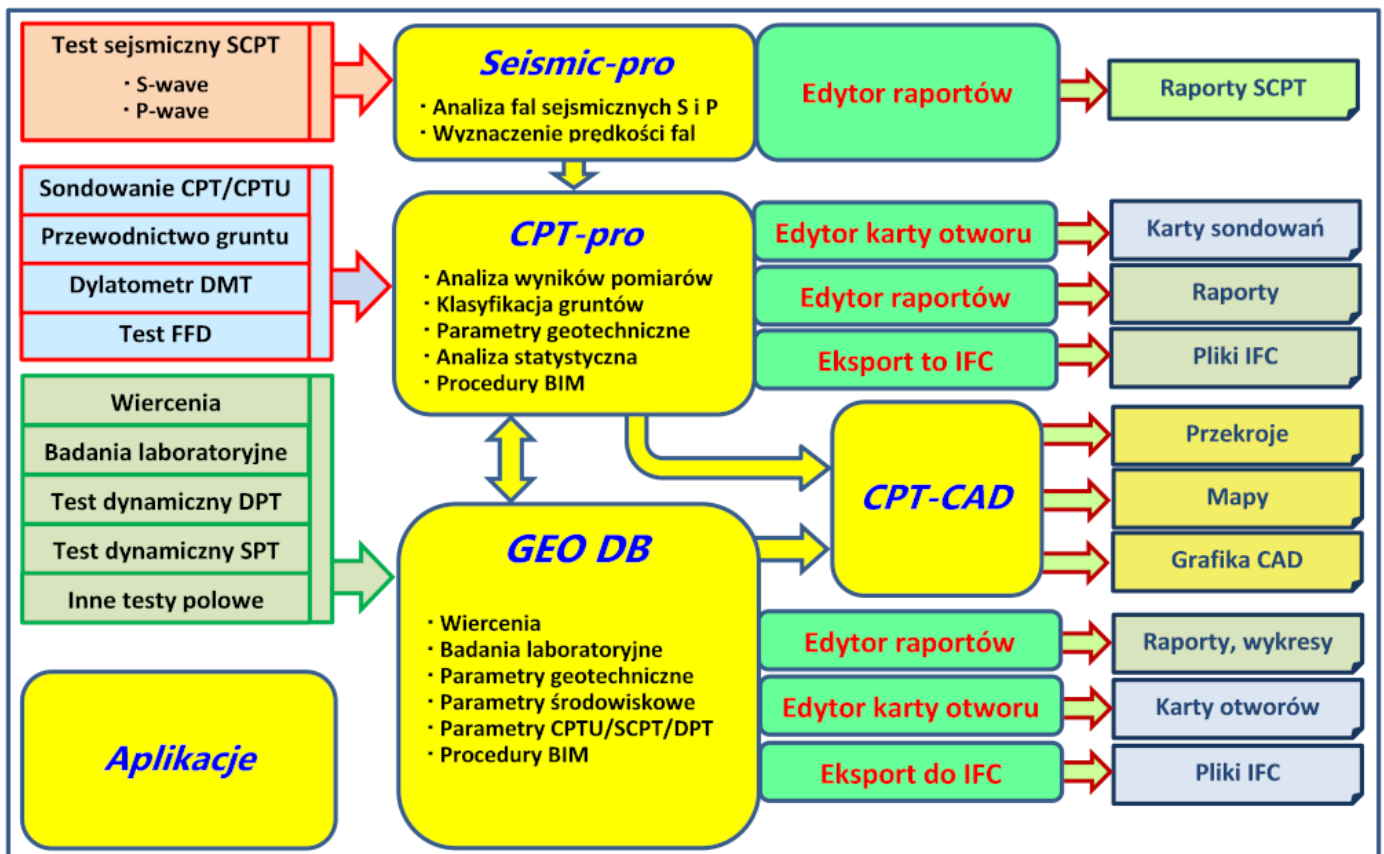 Test sejsmiczny SCPT
· S-wave
· P-wave
Seismic-pro
· Analiza fal sejsmicznych S i P
· Wyznaczenie prędkości fal
Edytor raportów
Raporty SCPT
Sondowanie CPT/CPTU
Przewodnictwo gruntu
Dylatometr DMT
Test FFD
CPT-pro
· Analiza wyników pomiarów
· Klasyfikacja gruntów
· Parametry geotechniczne
· Analiza statystyczna
· Procedury BIM
Edytor karty otworu
Karty sondowań
Edytor raportów
Raporty
Eksport to IFC
Pliki IFC
Wiercenia
Badania laboratoryjne
Test dynamiczny DPT
Test dynamiczny SPT
Inne testy polowe
CPT-CAD
Przekroje
Mapy
Grafika CAD
GEO DB
· Wiercenia
· Badania laboratoryjne
· Parametry geotechniczne
· Parametry środowiskowe
· Parametry CPTU/SCPT/DPT
· Procedury BIM
Edytor raportów
Raporty, wykresy
Edytor karty otworu
Karty otworów
Eksport do IFC
Pliki IFC
Aplikacje